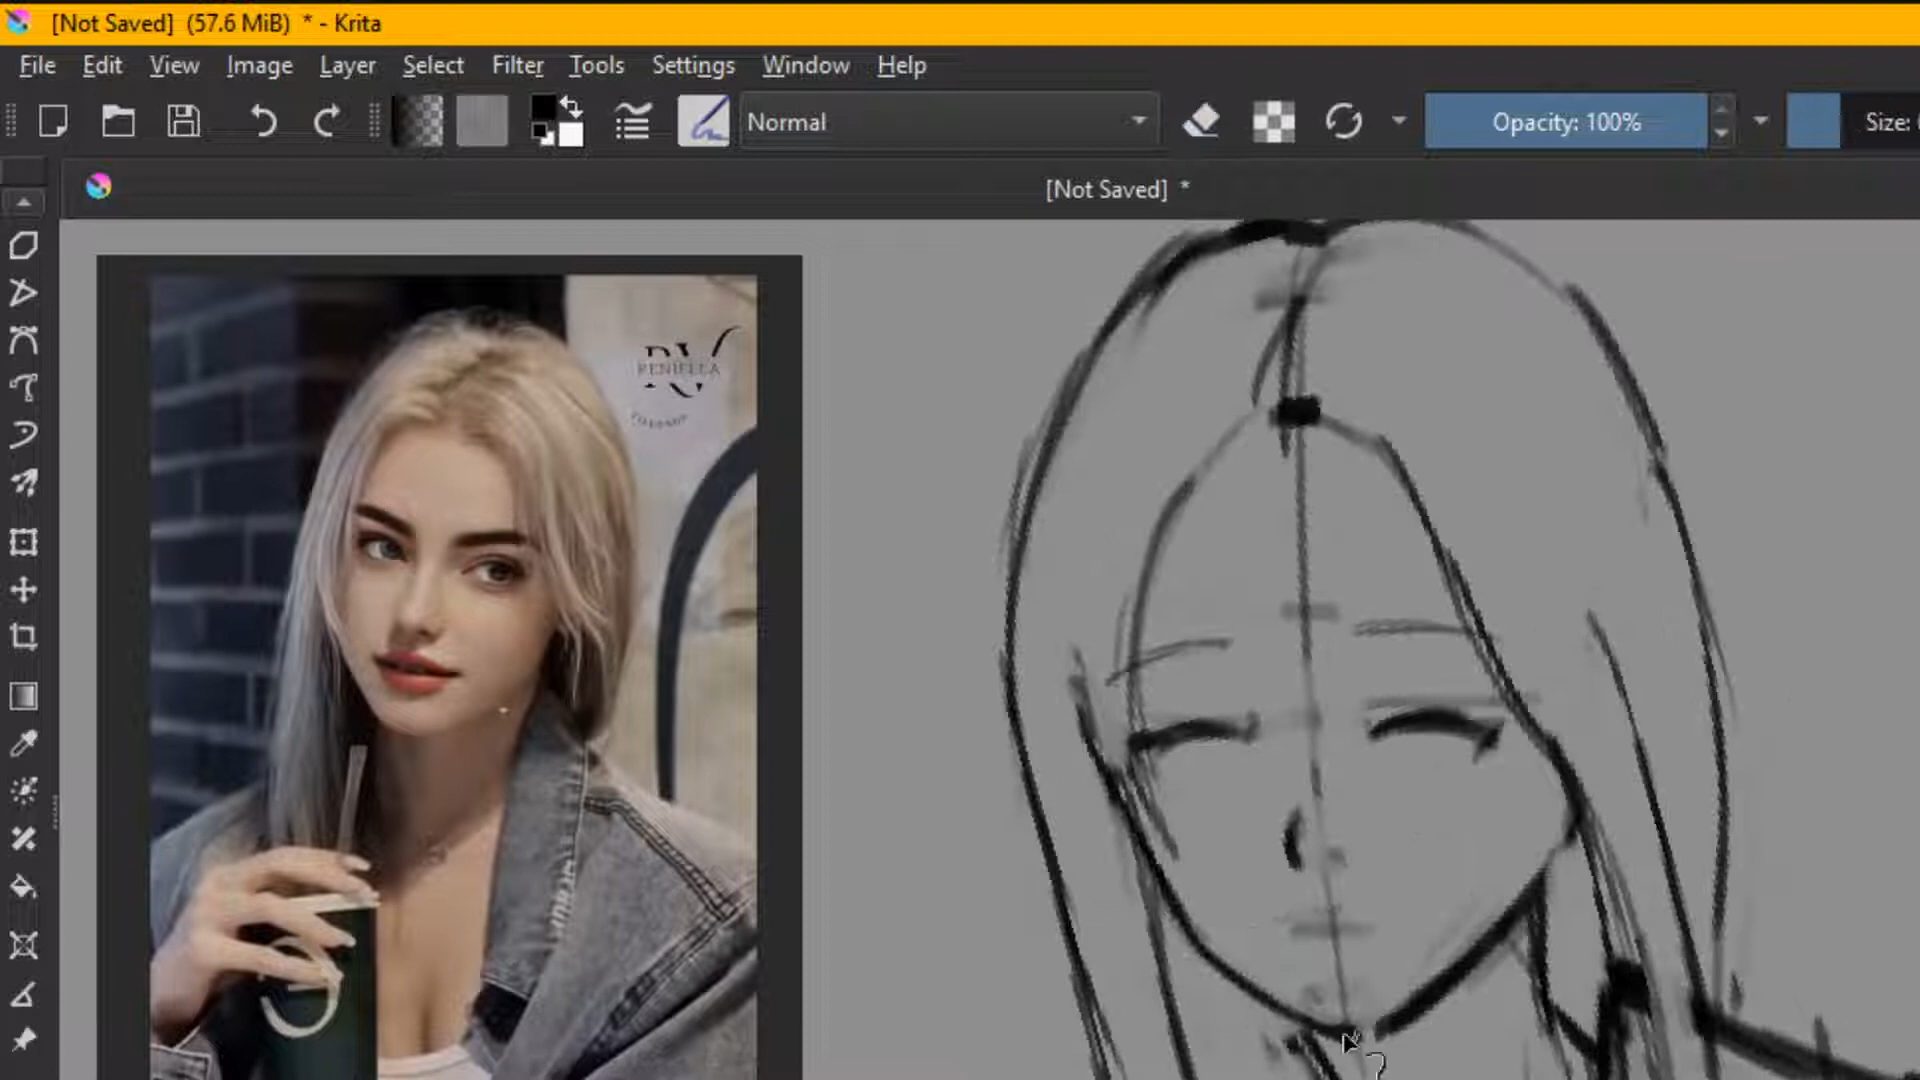 [Not Saved] (57.6 MiB) * - Krita
File Edit View Image Layer Select Filter Tools Settings Window Help
Normal
Opacity: 100%
Size:
[Not Saved] *
RV
RENIELLA